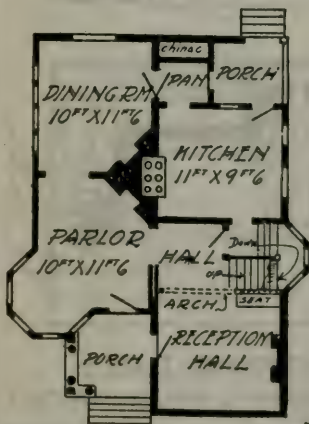 chinac
DINING RM
10FT X 11FT 6
PAN
PORCH
KITCHEN
11FT X 9FT 6
PARLOR
10FT X 11FT 6
HALL
Down
UP
ARCH
SEAT
PORCH
RECEPTION
HALL